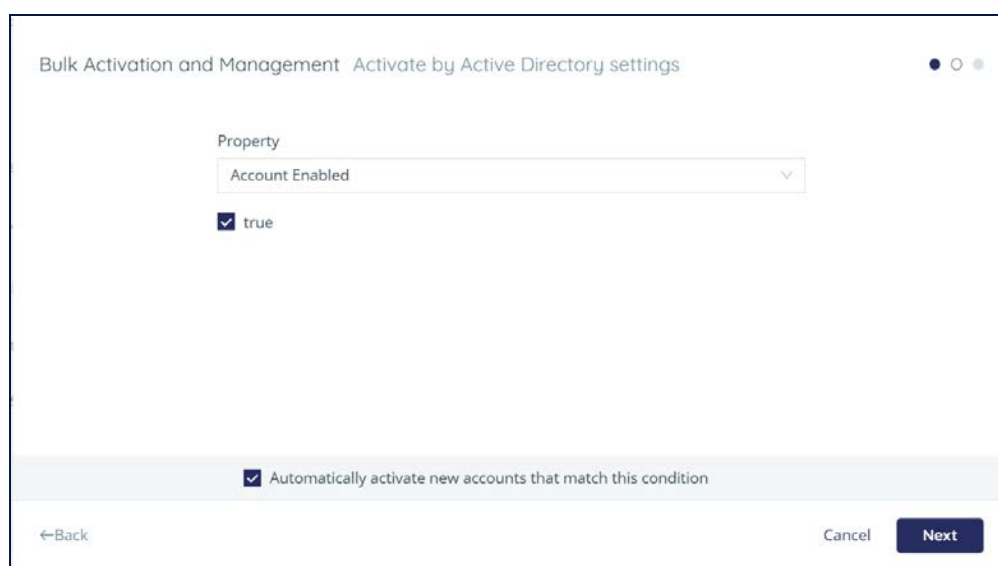 Bulk Activation and Management Activate by Active Directory settings
Property
Account Enabled
true
Automatically activate new accounts that match this condition
←Back Cancel Next